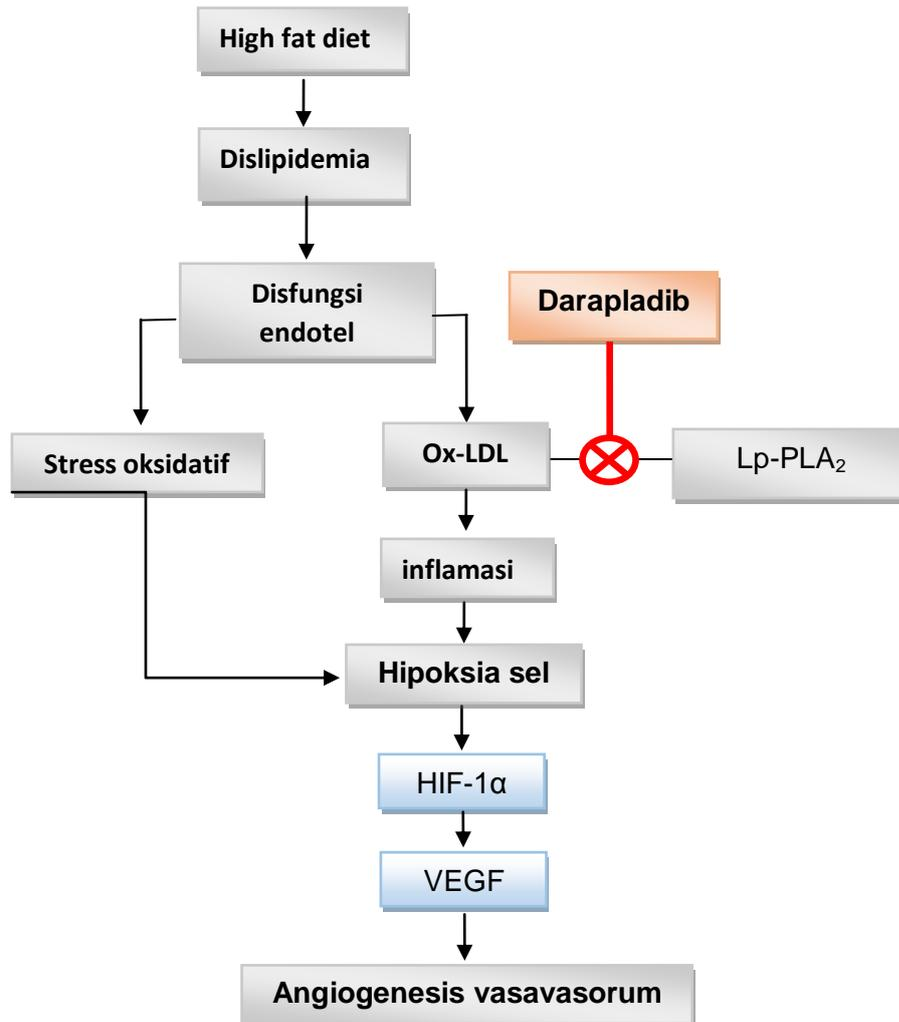 High fat diet
Dislipidemia
Disfungsi
endotel
Darapladib
Stress oksidatif
Ox-LDL
Lp-PLA₂
inflamasi
Hipoksia sel
HIF-1α
VEGF
Angiogenesis vasavasorum